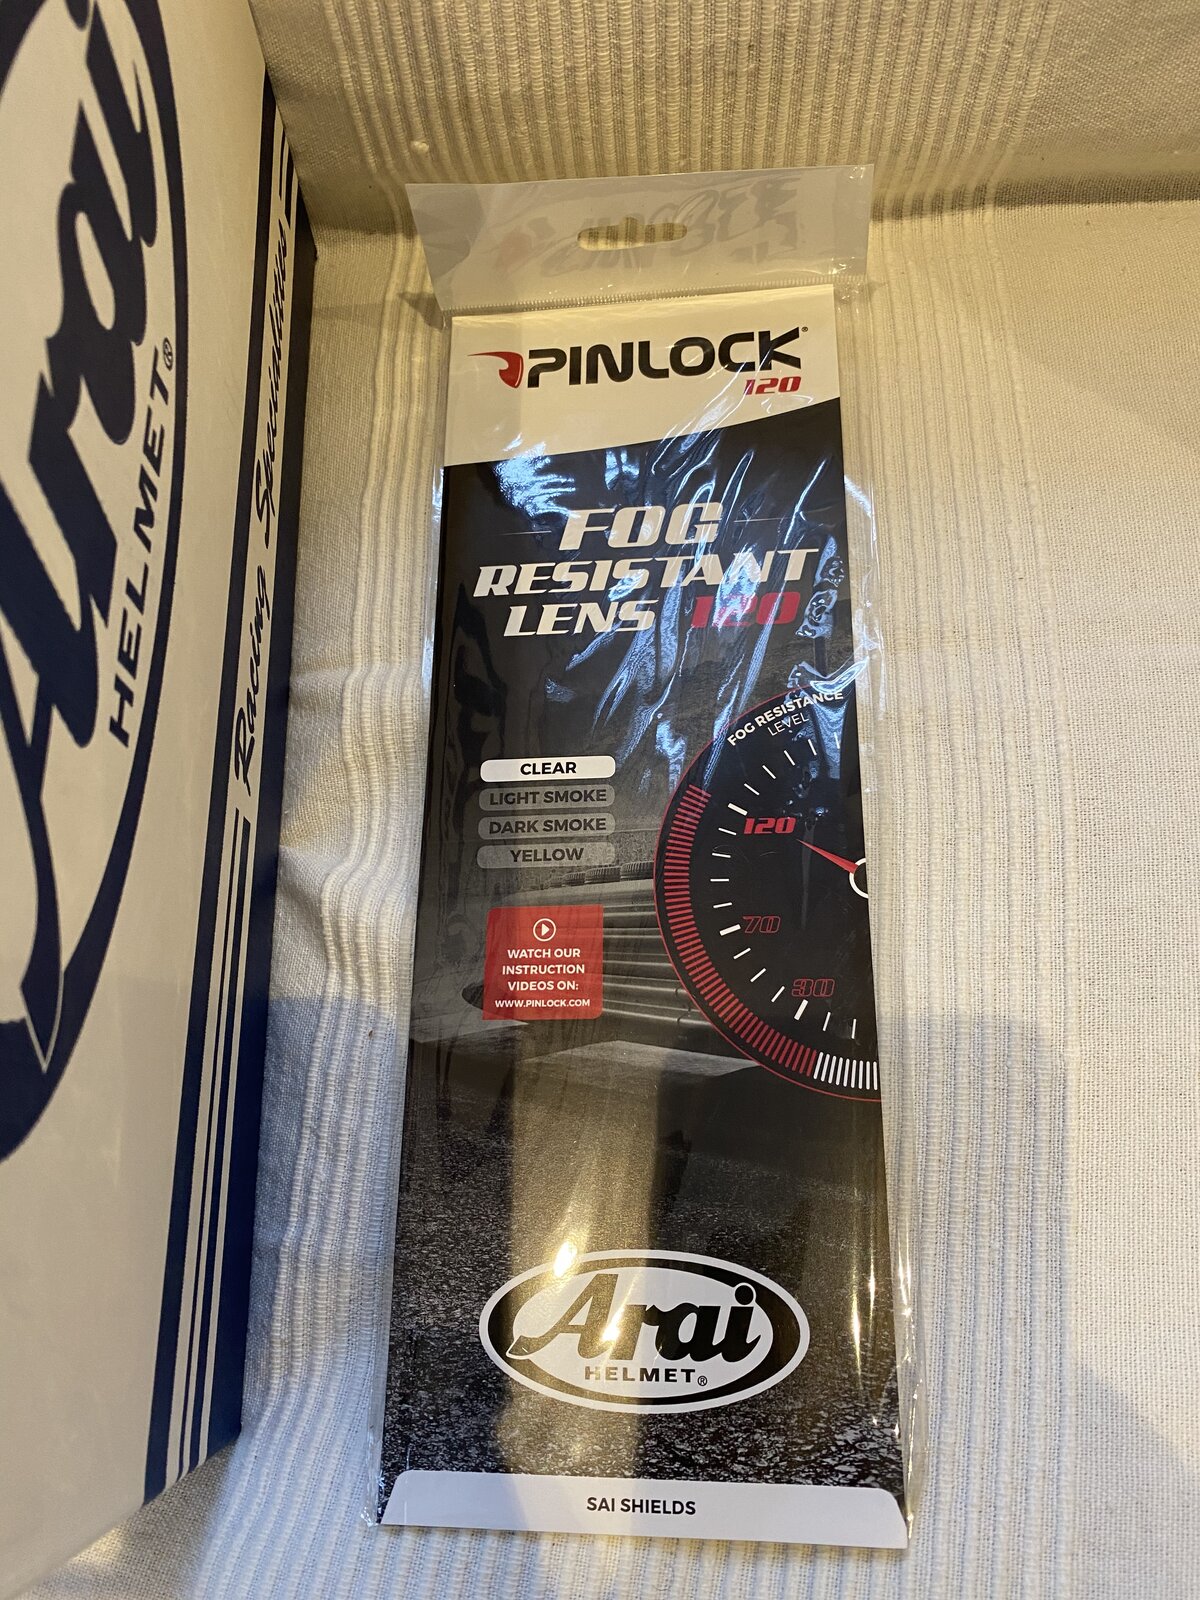 Arai
HELMET®
Racing Specialities
PINLOCK®
120
FOG
RESISTANT
LENS 120
FOG RESISTANCE
LEVEL
CLEAR
LIGHT SMOKE
DARK SMOKE
YELLOW
120
70
30
WATCH OUR
INSTRUCTION
VIDEOS ON:
WWW.PINLOCK.COM
Arai
HELMET®
SAI SHIELDS